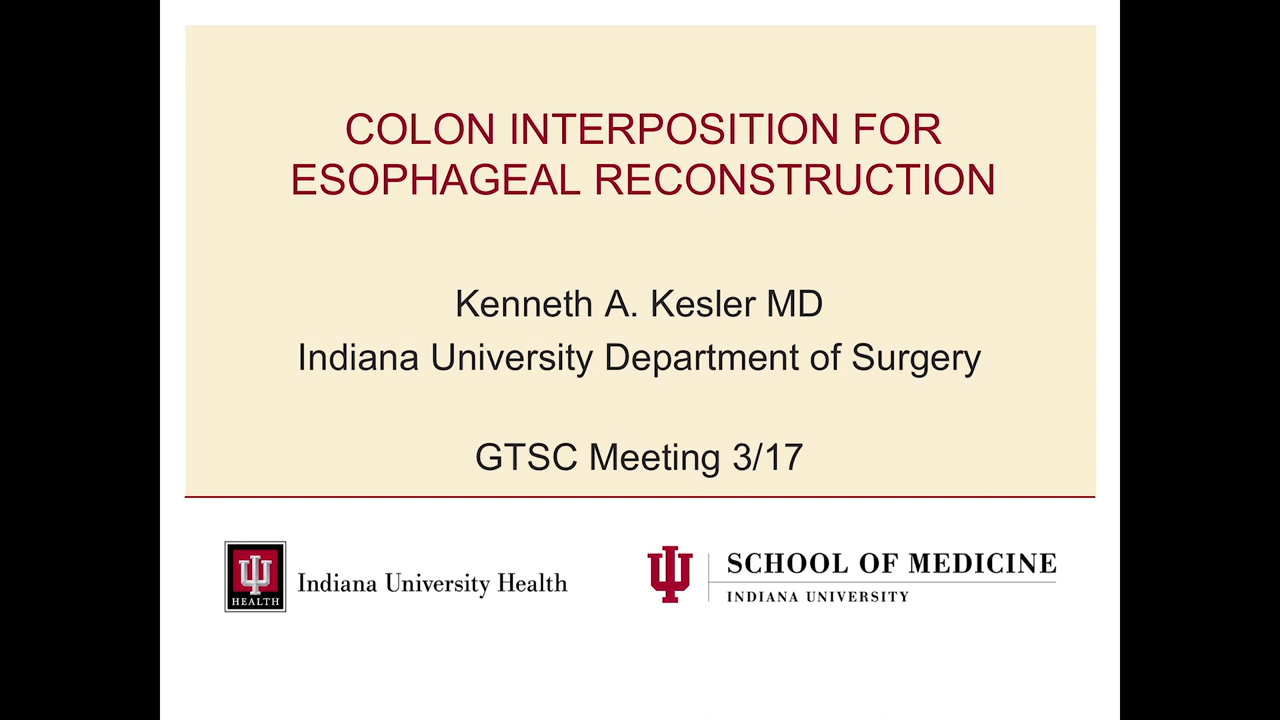 COLON INTERPOSITION FOR
ESOPHAGEAL RECONSTRUCTION
Kenneth A. Kesler MD
Indiana University Department of Surgery
GTSC Meeting 3/17
HEALTH
Indiana University Health
SCHOOL OF MEDICINE
INDIANA UNIVERSITY